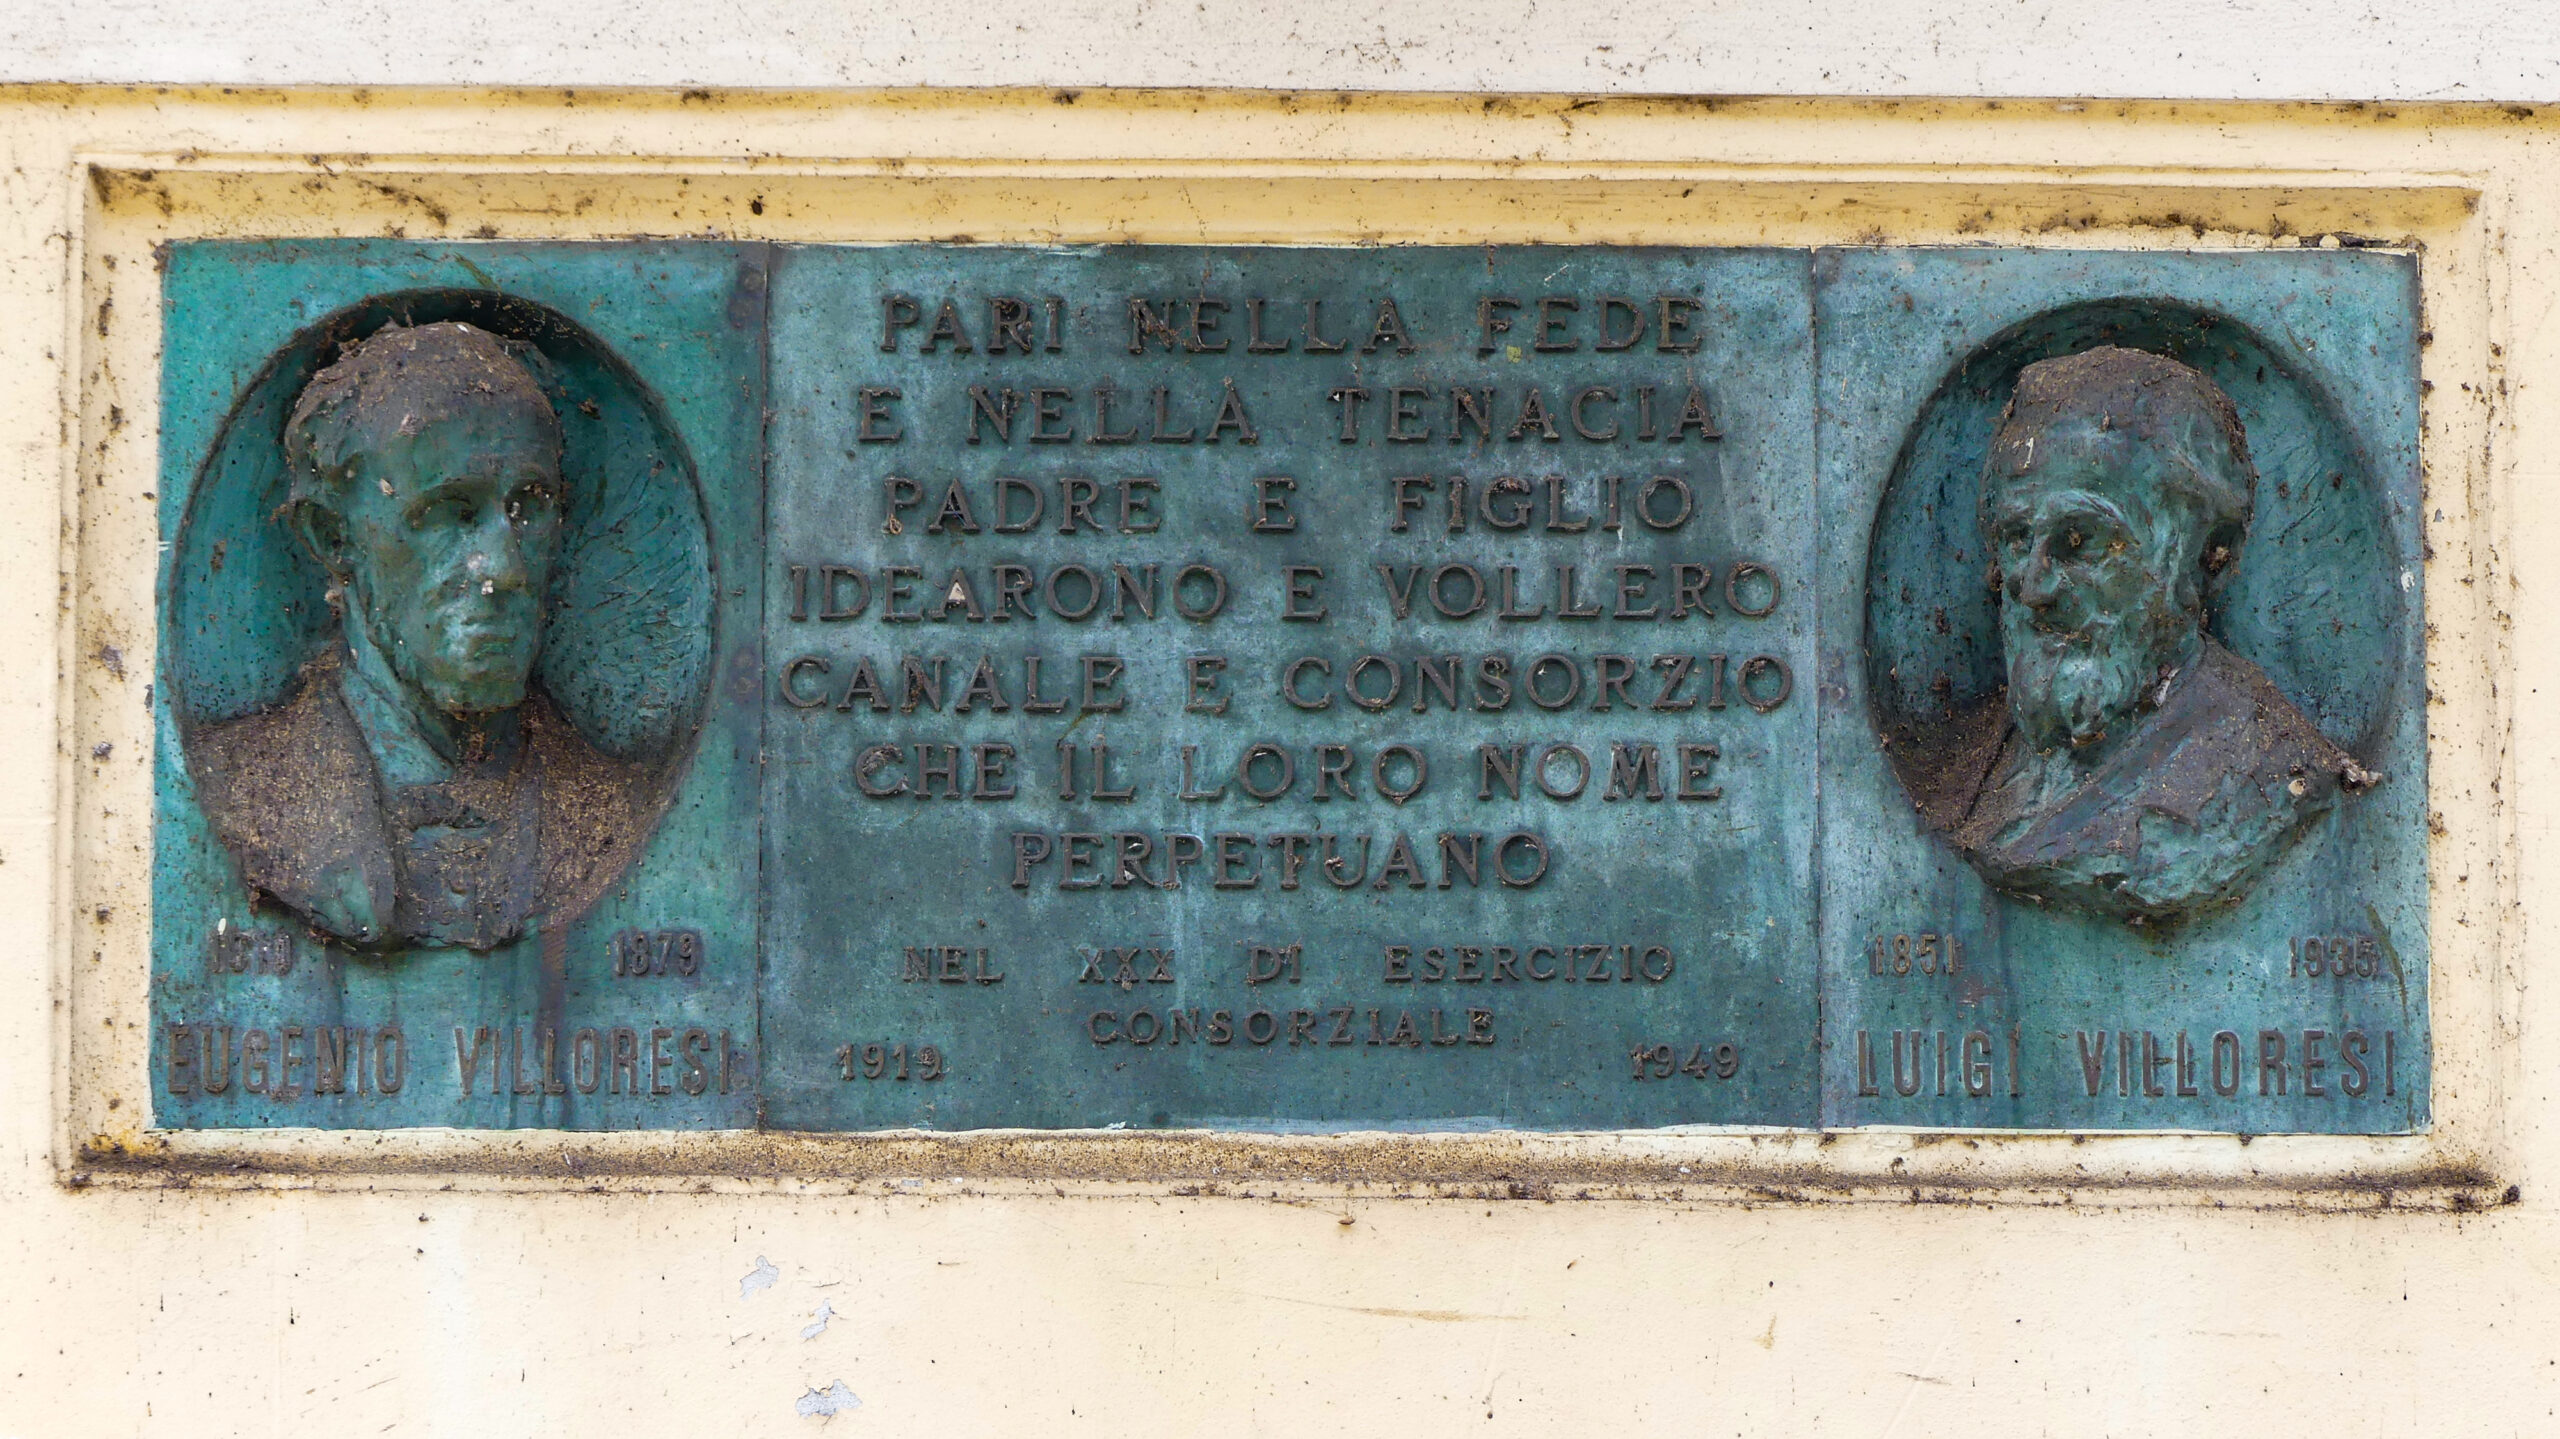 PARI NELLA FEDE
E NELLA TENACIA
PADRE E FIGLIO
IDEARONO E VOLLERO
CANALE E CONSORZIO
CHE IL LORO NOME
PERPETUANO
NEL XXX DI ESERCIZIO
CONSORZIALE
1919 1949
1810 1879
EUGENIO VILLORESI
1851 1935
LUIGI VILLORESI